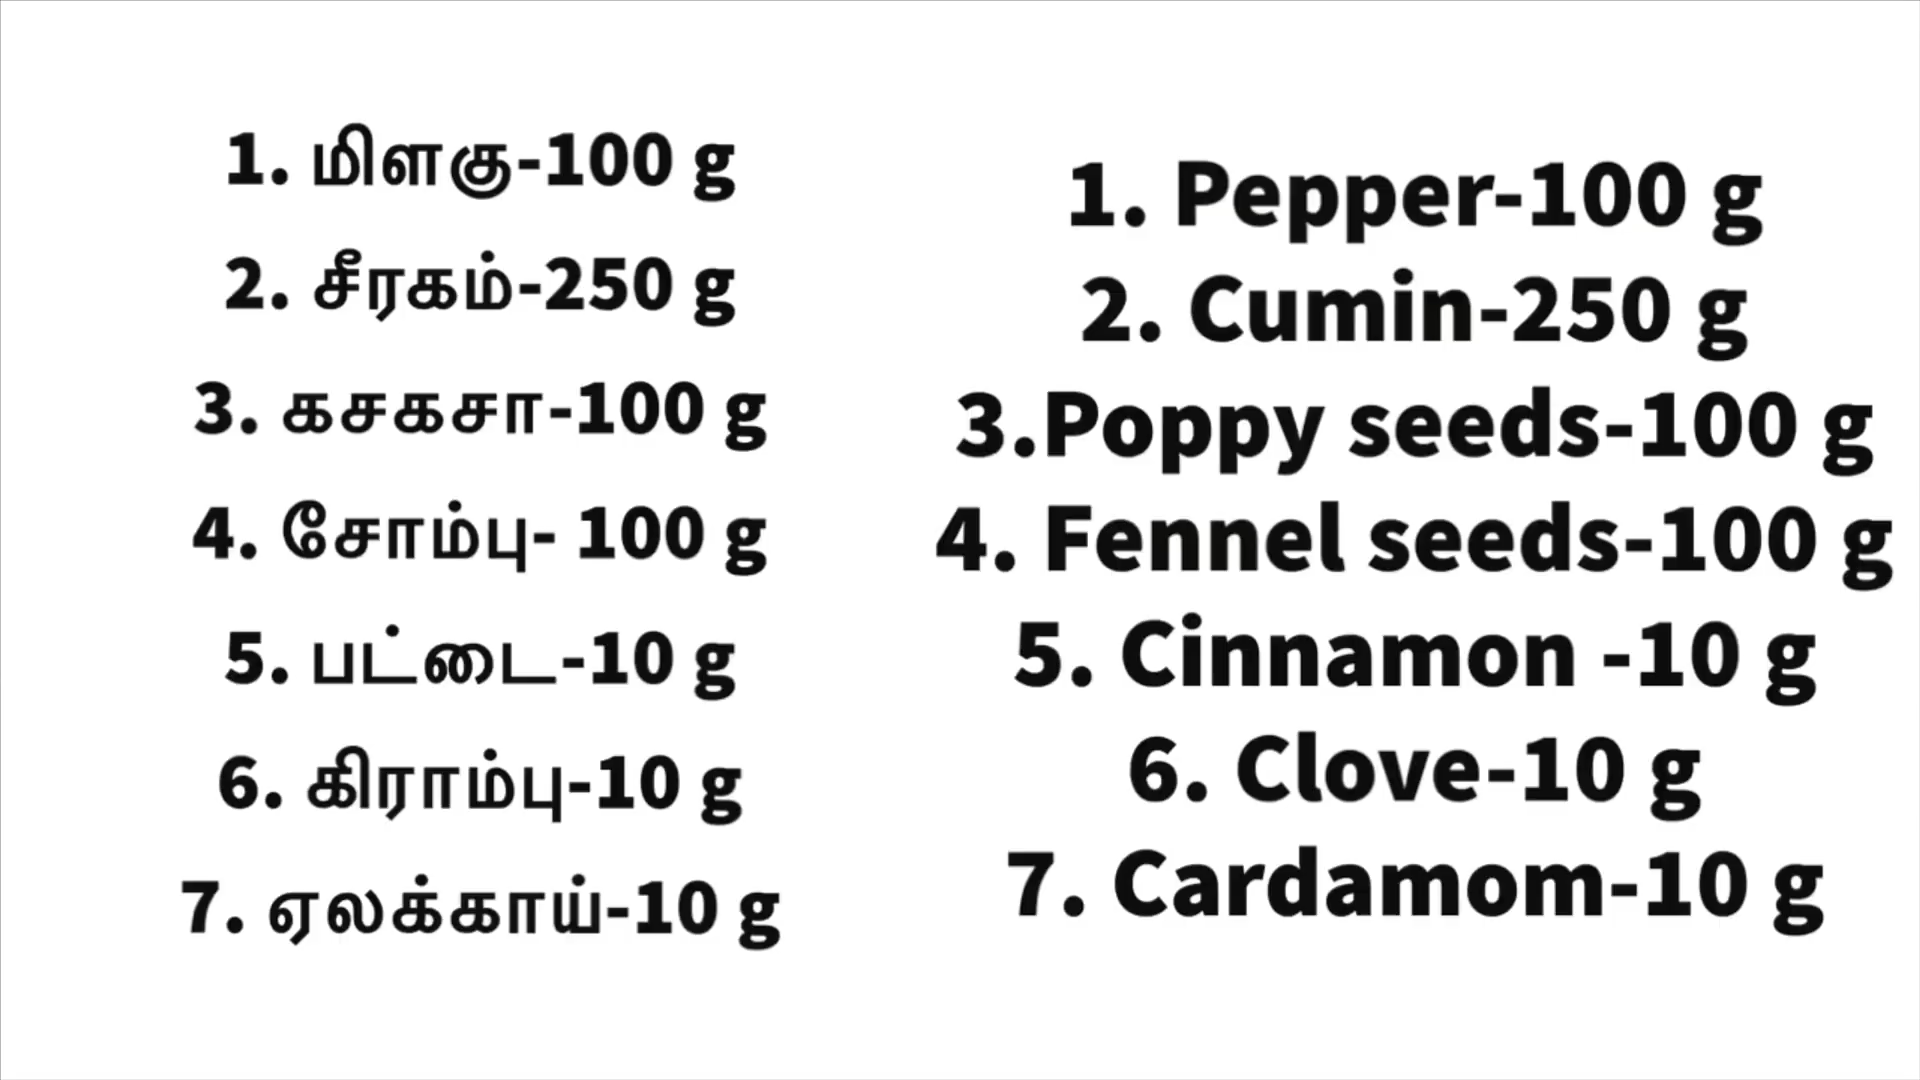 1. மிளகு-100 g
2. சீரகம்-250 g
3. கசகசா-100 g
4. சோம்பு- 100 g
5. பட்டை-10 g
6. கிராம்பு-10 g
7. ஏலக்காய்-10 g
1. Pepper-100 g
2. Cumin-250 g
3.Poppy seeds-100 g
4. Fennel seeds-100 g
5. Cinnamon -10 g
6. Clove-10 g
7. Cardamom-10 g